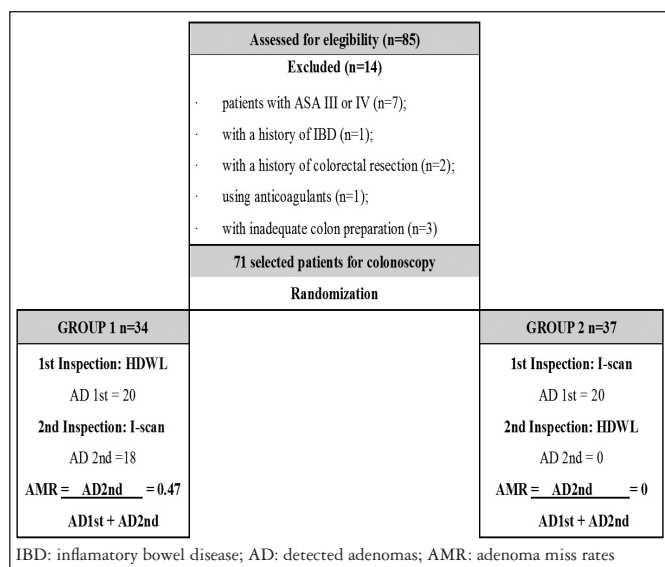 Assessed for elegibility (n=85)
Excluded (n=14)
· patients with ASA III or IV (n=7);
· with a history of IBD (n=1);
· with a history of colorectal resection (n=2);
· using anticoagulants (n=1);
· with inadequate colon preparation (n=3)
71 selected patients for colonoscopy
Randomization
GROUP 1 n=34
1st Inspection: HDWL
AD 1st = 20
2nd Inspection: I-scan
AD 2nd =18
AMR = AD2nd = 0.47
AD1st + AD2nd
GROUP 2 n=37
1st Inspection: I-scan
AD 1st = 20
2nd Inspection: HDWL
AD 2nd = 0
AMR = AD2nd = 0
AD1st + AD2nd
IBD: inflamatory bowel disease; AD: detected adenomas; AMR: adenoma miss rates